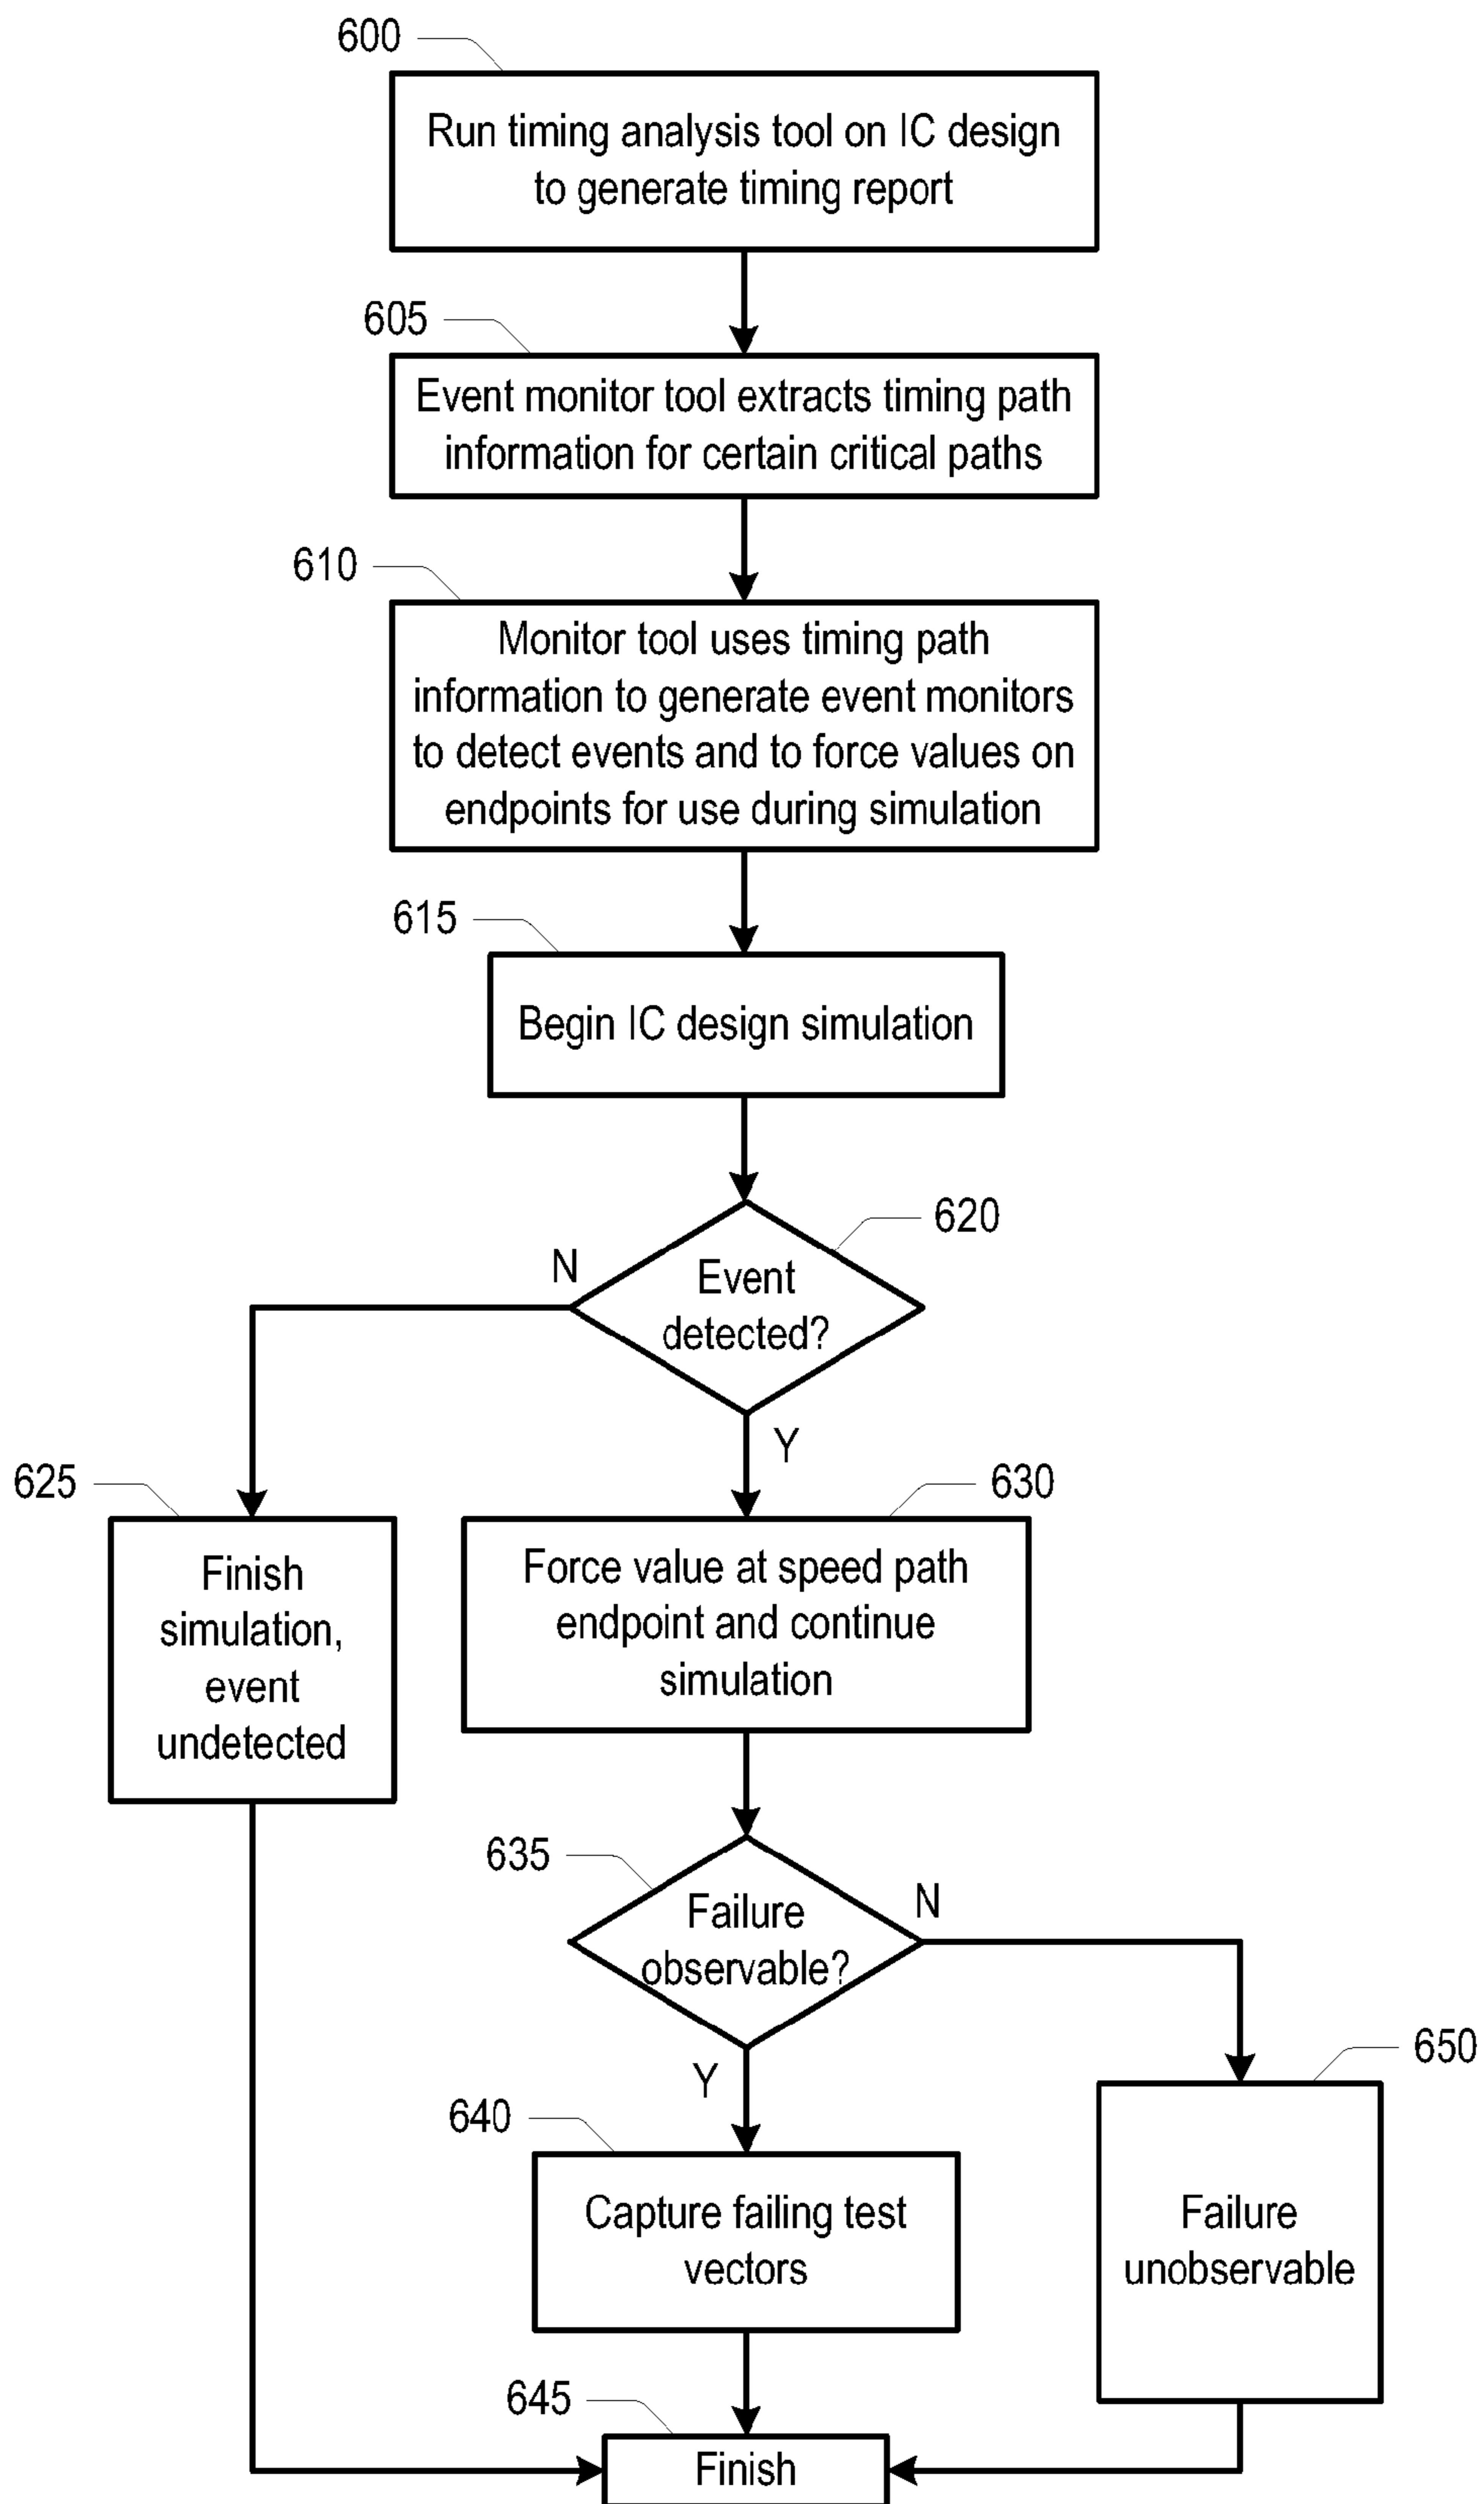 600
Run timing analysis tool on IC design
to generate timing report
605
Event monitor tool extracts timing path
information for certain critical paths
610
Monitor tool uses timing path
information to generate event monitors
to detect events and to force values on
endpoints for use during simulation
615
Begin IC design simulation
620
N
Event
detected?
Y
625
630
Finish
simulation,
event
undetected
Force value at speed path
endpoint and continue
simulation
635
N
Failure
observable?
Y
650
640
Capture failing test
vectors
Failure
unobservable
645
Finish